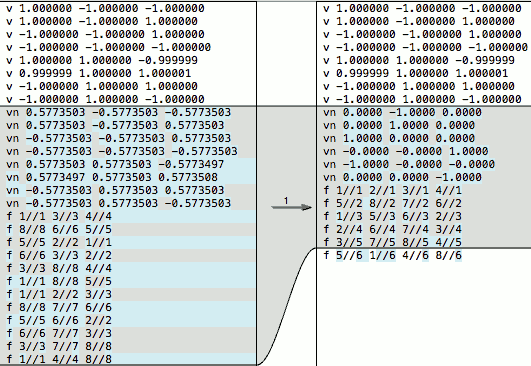 v 1.000000 -1.000000 -1.000000
v 1.000000 -1.000000 1.000000
v -1.000000 -1.000000 1.000000
v -1.000000 -1.000000 -1.000000
v 1.000000 1.000000 -0.999999
v 0.999999 1.000000 1.000001
v -1.000000 1.000000 1.000000
v -1.000000 1.000000 -1.000000
vn 0.5773503 -0.5773503 -0.5773503
vn 0.5773503 -0.5773503 0.5773503
vn -0.5773503 -0.5773503 0.5773503
vn -0.5773503 -0.5773503 -0.5773503
vn 0.5773503 0.5773503 -0.5773497
vn 0.5773497 0.5773503 0.5773508
vn -0.5773503 0.5773503 0.5773503
vn -0.5773503 0.5773503 -0.5773503
f 1//1 3//3 4//4
f 8//8 6//6 5//5
f 5//5 2//2 1//1
f 6//6 3//3 2//2
f 3//3 8//8 4//4
f 1//1 8//8 5//5
f 1//1 2//2 3//3
f 8//8 7//7 6//6
f 5//5 6//6 2//2
f 6//6 7//7 3//3
f 3//3 7//7 8//8
f 1//1 4//4 8//8
1
v 1.000000 -1.000000 -1.000000
v 1.000000 -1.000000 1.000000
v -1.000000 -1.000000 1.000000
v -1.000000 -1.000000 -1.000000
v 1.000000 1.000000 -0.999999
v 0.999999 1.000000 1.000001
v -1.000000 1.000000 1.000000
v -1.000000 1.000000 -1.000000
vn 0.0000 -1.0000 0.0000
vn 0.0000 1.0000 0.0000
vn 1.0000 0.0000 0.0000
vn -0.0000 -0.0000 1.0000
vn -1.0000 -0.0000 -0.0000
vn 0.0000 0.0000 -1.0000
f 1//1 2//1 3//1 4//1
f 5//2 8//2 7//2 6//2
f 1//3 5//3 6//3 2//3
f 2//4 6//4 7//4 3//4
f 3//5 7//5 8//5 4//5
f 5//6 1//6 4//6 8//6